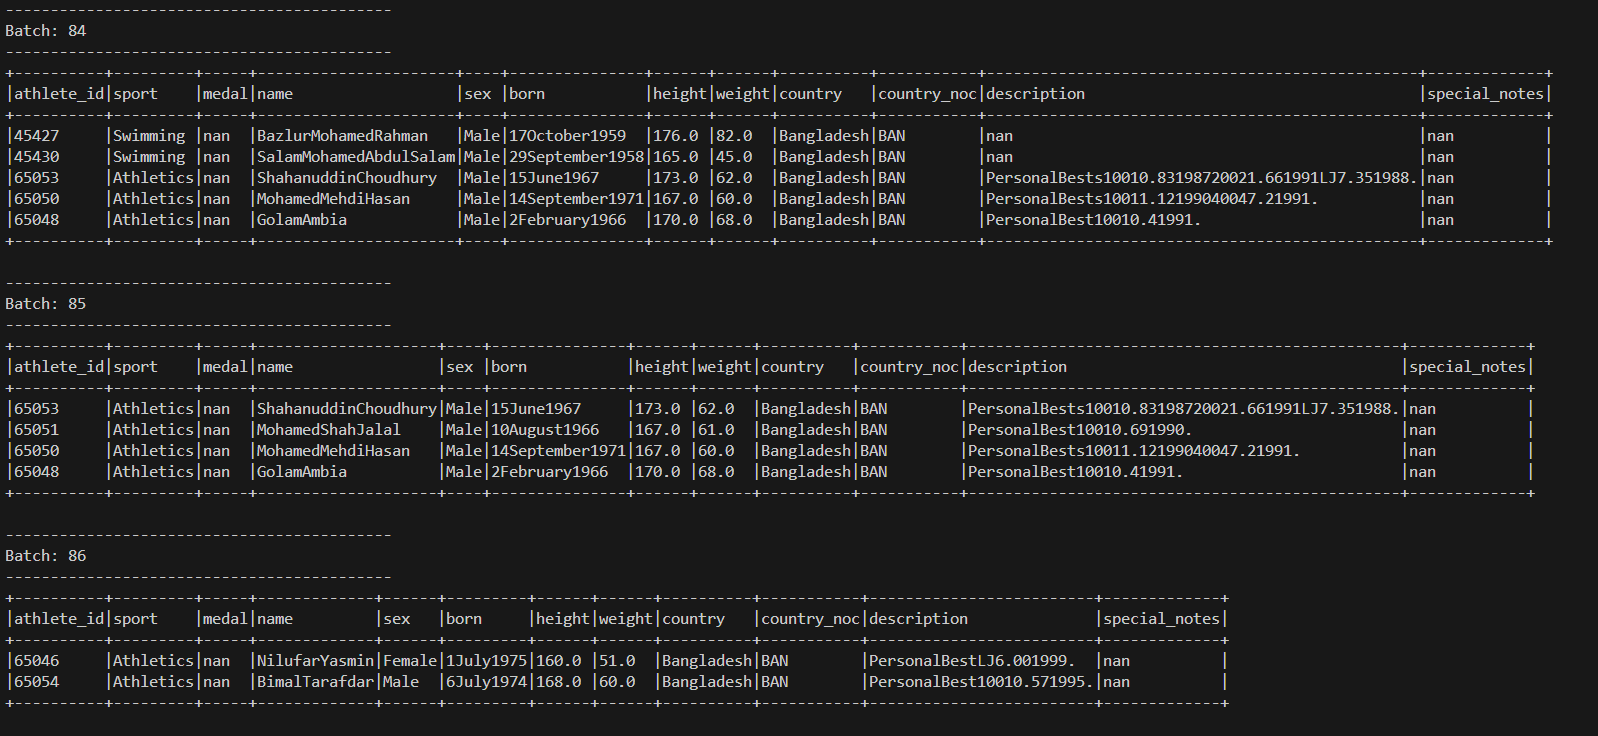 -------------------------------------------
Batch: 84
-------------------------------------------
+----------+---------+-----+----------------------+----+---------------+------+------+----------+-----------+------------------------------------------------+-------------+
|athlete_id|sport    |medal|name                  |sex |born           |height|weight|country   |country_noc|description                                     |special_notes|
+----------+---------+-----+----------------------+----+---------------+------+------+----------+-----------+------------------------------------------------+-------------+
|45427     |Swimming |nan  |BazlurMohamedRahman   |Male|17October1959  |176.0 |82.0  |Bangladesh|BAN        |nan                                             |nan          |
|45430     |Swimming |nan  |SalamMohamedAbdulSalam|Male|29September1958|165.0 |45.0  |Bangladesh|BAN        |nan                                             |nan          |
|65053     |Athletics|nan  |ShahanuddinChoudhury  |Male|15June1967     |173.0 |62.0  |Bangladesh|BAN        |PersonalBests10010.83198720021.661991LJ7.351988.|nan          |
|65050     |Athletics|nan  |MohamedMehdiHasan     |Male|14September1971|167.0 |60.0  |Bangladesh|BAN        |PersonalBests10011.12199040047.21991.           |nan          |
|65048     |Athletics|nan  |GolamAmbia            |Male|2February1966  |170.0 |68.0  |Bangladesh|BAN        |PersonalBest10010.41991.                        |nan          |
+----------+---------+-----+----------------------+----+---------------+------+------+----------+-----------+------------------------------------------------+-------------+
-------------------------------------------
Batch: 85
-------------------------------------------
+----------+---------+-----+--------------------+----+---------------+------+------+----------+-----------+------------------------------------------------+-------------+
|athlete_id|sport    |medal|name                |sex |born           |height|weight|country   |country_noc|description                                     |special_notes|
+----------+---------+-----+--------------------+----+---------------+------+------+----------+-----------+------------------------------------------------+-------------+
|65053     |Athletics|nan  |ShahanuddinChoudhury|Male|15June1967     |173.0 |62.0  |Bangladesh|BAN        |PersonalBests10010.83198720021.661991LJ7.351988.|nan          |
|65051     |Athletics|nan  |MohamedShahJalal    |Male|10August1966   |167.0 |61.0  |Bangladesh|BAN        |PersonalBest10010.691990.                       |nan          |
|65050     |Athletics|nan  |MohamedMehdiHasan   |Male|14September1971|167.0 |60.0  |Bangladesh|BAN        |PersonalBests10011.12199040047.21991.           |nan          |
|65048     |Athletics|nan  |GolamAmbia          |Male|2February1966  |170.0 |68.0  |Bangladesh|BAN        |PersonalBest10010.41991.                        |nan          |
+----------+---------+-----+--------------------+----+---------------+------+------+----------+-----------+------------------------------------------------+-------------+
-------------------------------------------
Batch: 86
-------------------------------------------
+----------+---------+-----+-------------+------+---------+------+------+----------+-----------+-------------------------+-------------+
|athlete_id|sport    |medal|name         |sex   |born     |height|weight|country   |country_noc|description              |special_notes|
+----------+---------+-----+-------------+------+---------+------+------+----------+-----------+-------------------------+-------------+
|65046     |Athletics|nan  |NilufarYasmin|Female|1July1975|160.0 |51.0  |Bangladesh|BAN        |PersonalBestLJ6.001999.  |nan          |
|65054     |Athletics|nan  |BimalTarafdar|Male  |6July1974|168.0 |60.0  |Bangladesh|BAN        |PersonalBest10010.571995.|nan          |
+----------+---------+-----+-------------+------+---------+------+------+----------+-----------+-------------------------+-------------+